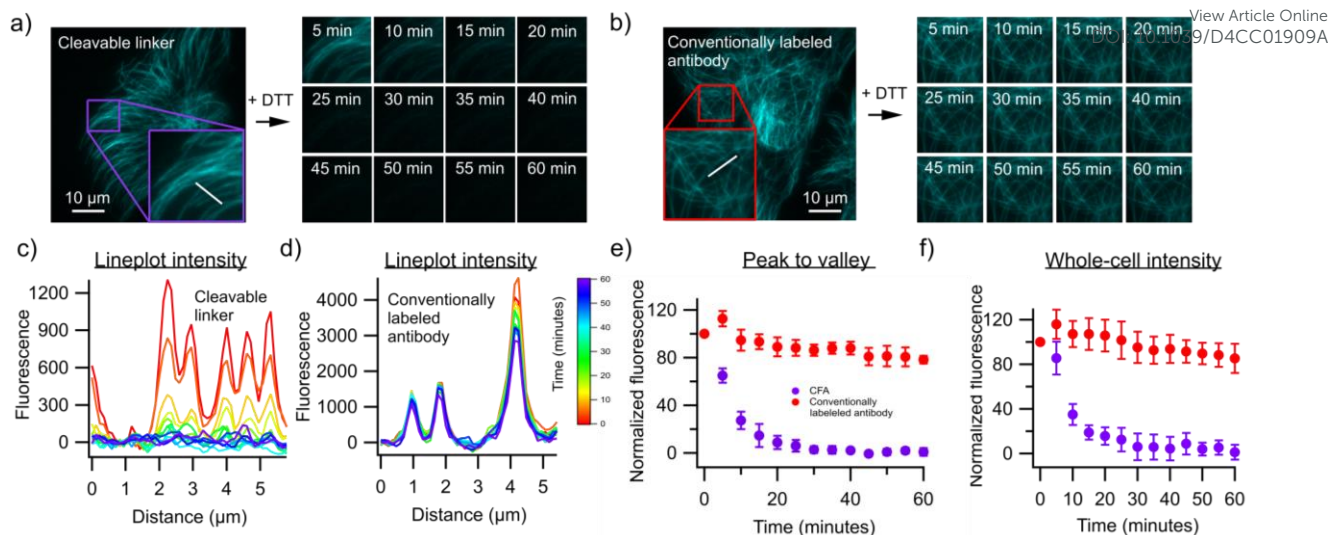 View Article Online
DOI: 10.1039/D4CC01909A
a)
Cleavable linker
10 µm
+ DTT
5 min 10 min 15 min 20 min
25 min 30 min 35 min 40 min
45 min 50 min 55 min 60 min
b)
Conventionally labeled
antibody
10 µm
+ DTT
5 min 10 min 15 min 20 min
25 min 30 min 35 min 40 min
45 min 50 min 55 min 60 min
c)
Lineplot intensity
Cleavable
linker
Fluorescence
1200
900
600
300
0
0 1 2 3 4 5
Distance (µm)
d)
Lineplot intensity
Conventionally
labeled
antibody
Fluorescence
4000
3000
2000
1000
0
0 1 2 3 4 5
Distance (µm)
Time (minutes)
60
50
40
30
20
10
0
e)
Peak to valley
Normalized fluorescence
120
80
40
0
CFA
Conventionally
labeleled antibody
0 20 40 60
Time (minutes)
f)
Whole-cell intensity
Normalized fluorescence
120
80
40
0
0 10 20 30 40 50 60
Time (minutes)